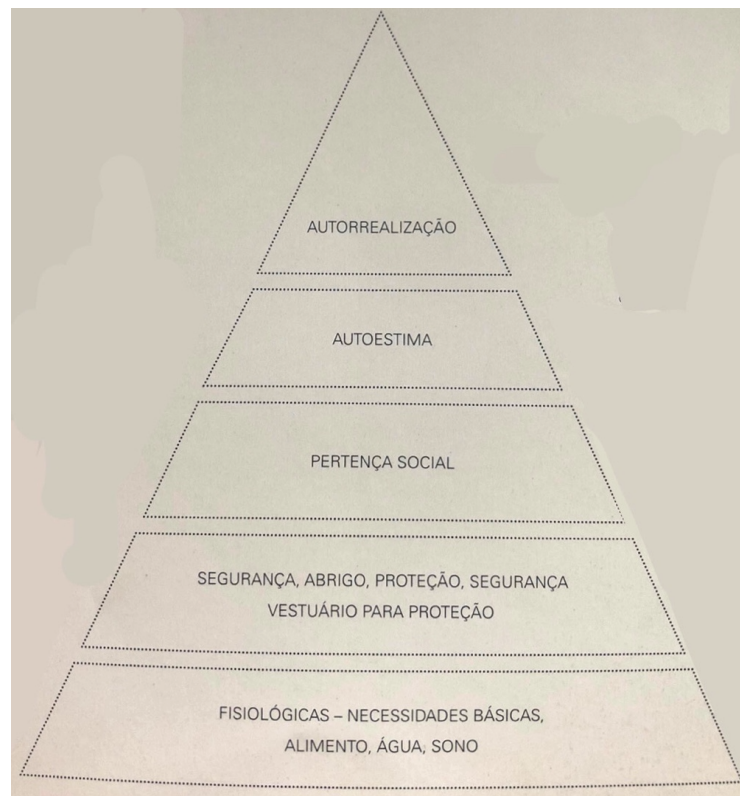 AUTORREALIZAÇÃO
AUTOESTIMA
PERTENÇA SOCIAL
SEGURANÇA, ABRIGO, PROTEÇÃO, SEGURANÇA
VESTUÁRIO PARA PROTEÇÃO
FISIOLÓGICAS – NECESSIDADES BÁSICAS,
ALIMENTO, ÁGUA, SONO